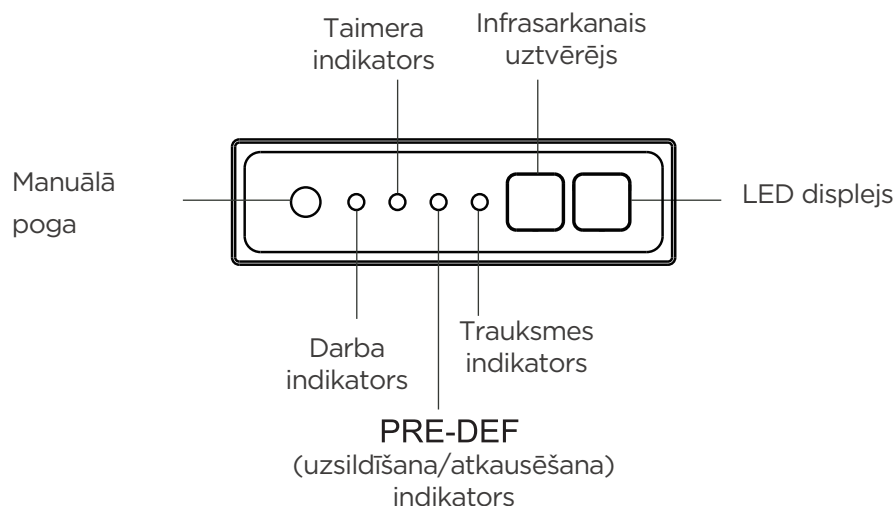 Taimera
indikators
Infrasarkanais
uztvērējs
Manuālā
poga
LED displejs
Darba
indikators
Trauksmes
indikators
PRE-DEF
(uzsildīšana/atkausēšana)
indikators